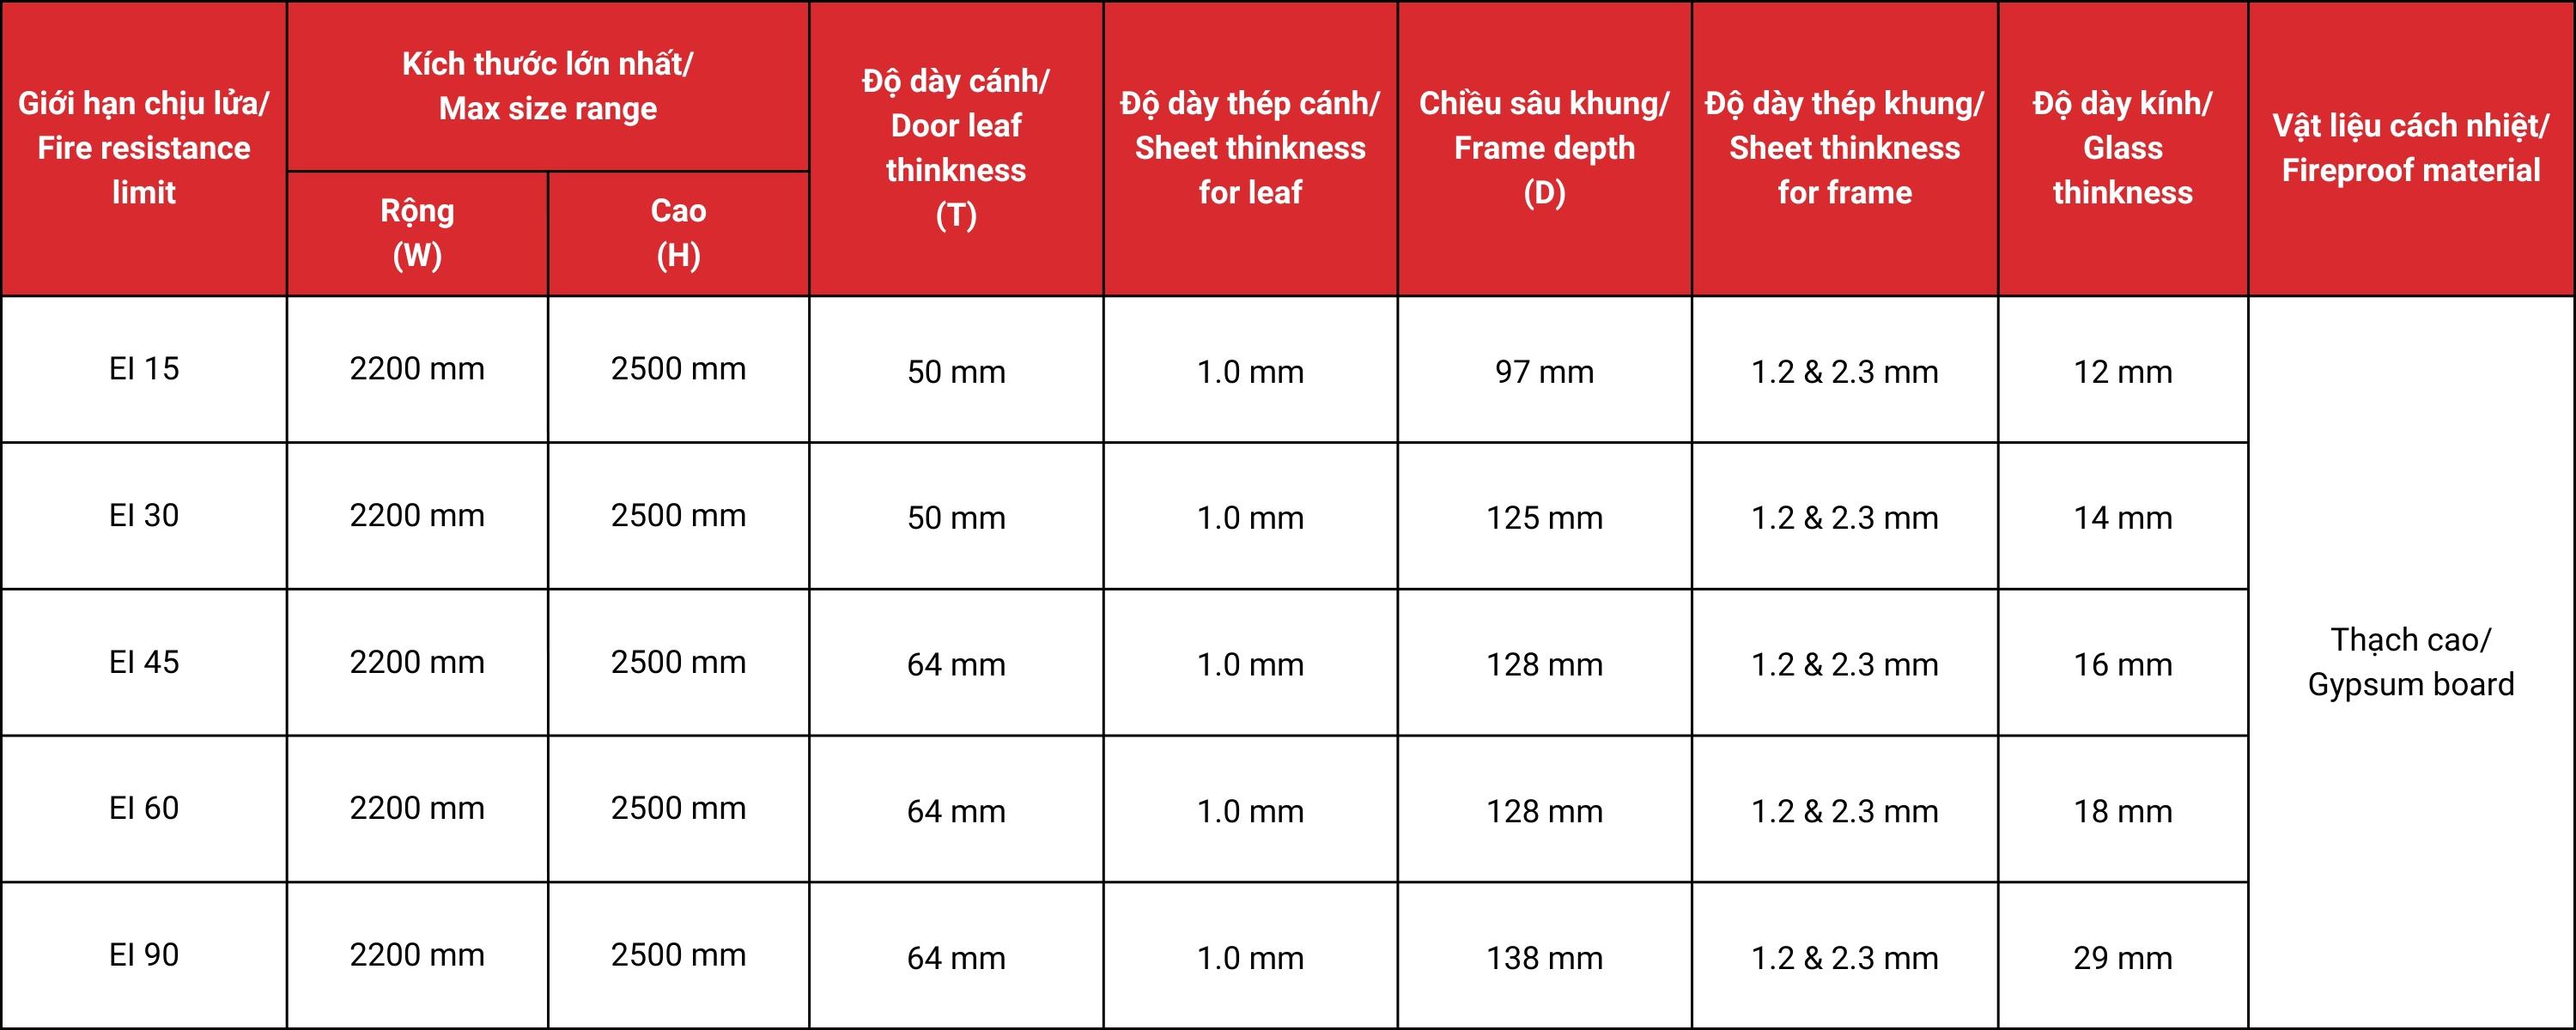 Giới hạn chịu lửa/
Fire resistance
limit
Kích thước lớn nhất/
Max size range
Rộng
(W)
Cao
(H)
Độ dày cánh/
Door leaf
thinkness
(T)
Độ dày thép cánh/
Sheet thinkness
for leaf
Chiều sâu khung/
Frame depth
(D)
Độ dày thép khung/
Sheet thinkness
for frame
Độ dày kính/
Glass
thinkness
Vật liệu cách nhiệt/
Fireproof material
EI 15 2200 mm 2500 mm 50 mm 1.0 mm 97 mm 1.2 & 2.3 mm 12 mm
EI 30 2200 mm 2500 mm 50 mm 1.0 mm 125 mm 1.2 & 2.3 mm 14 mm
EI 45 2200 mm 2500 mm 64 mm 1.0 mm 128 mm 1.2 & 2.3 mm 16 mm
EI 60 2200 mm 2500 mm 64 mm 1.0 mm 128 mm 1.2 & 2.3 mm 18 mm
EI 90 2200 mm 2500 mm 64 mm 1.0 mm 138 mm 1.2 & 2.3 mm 29 mm
Thạch cao/
Gypsum board